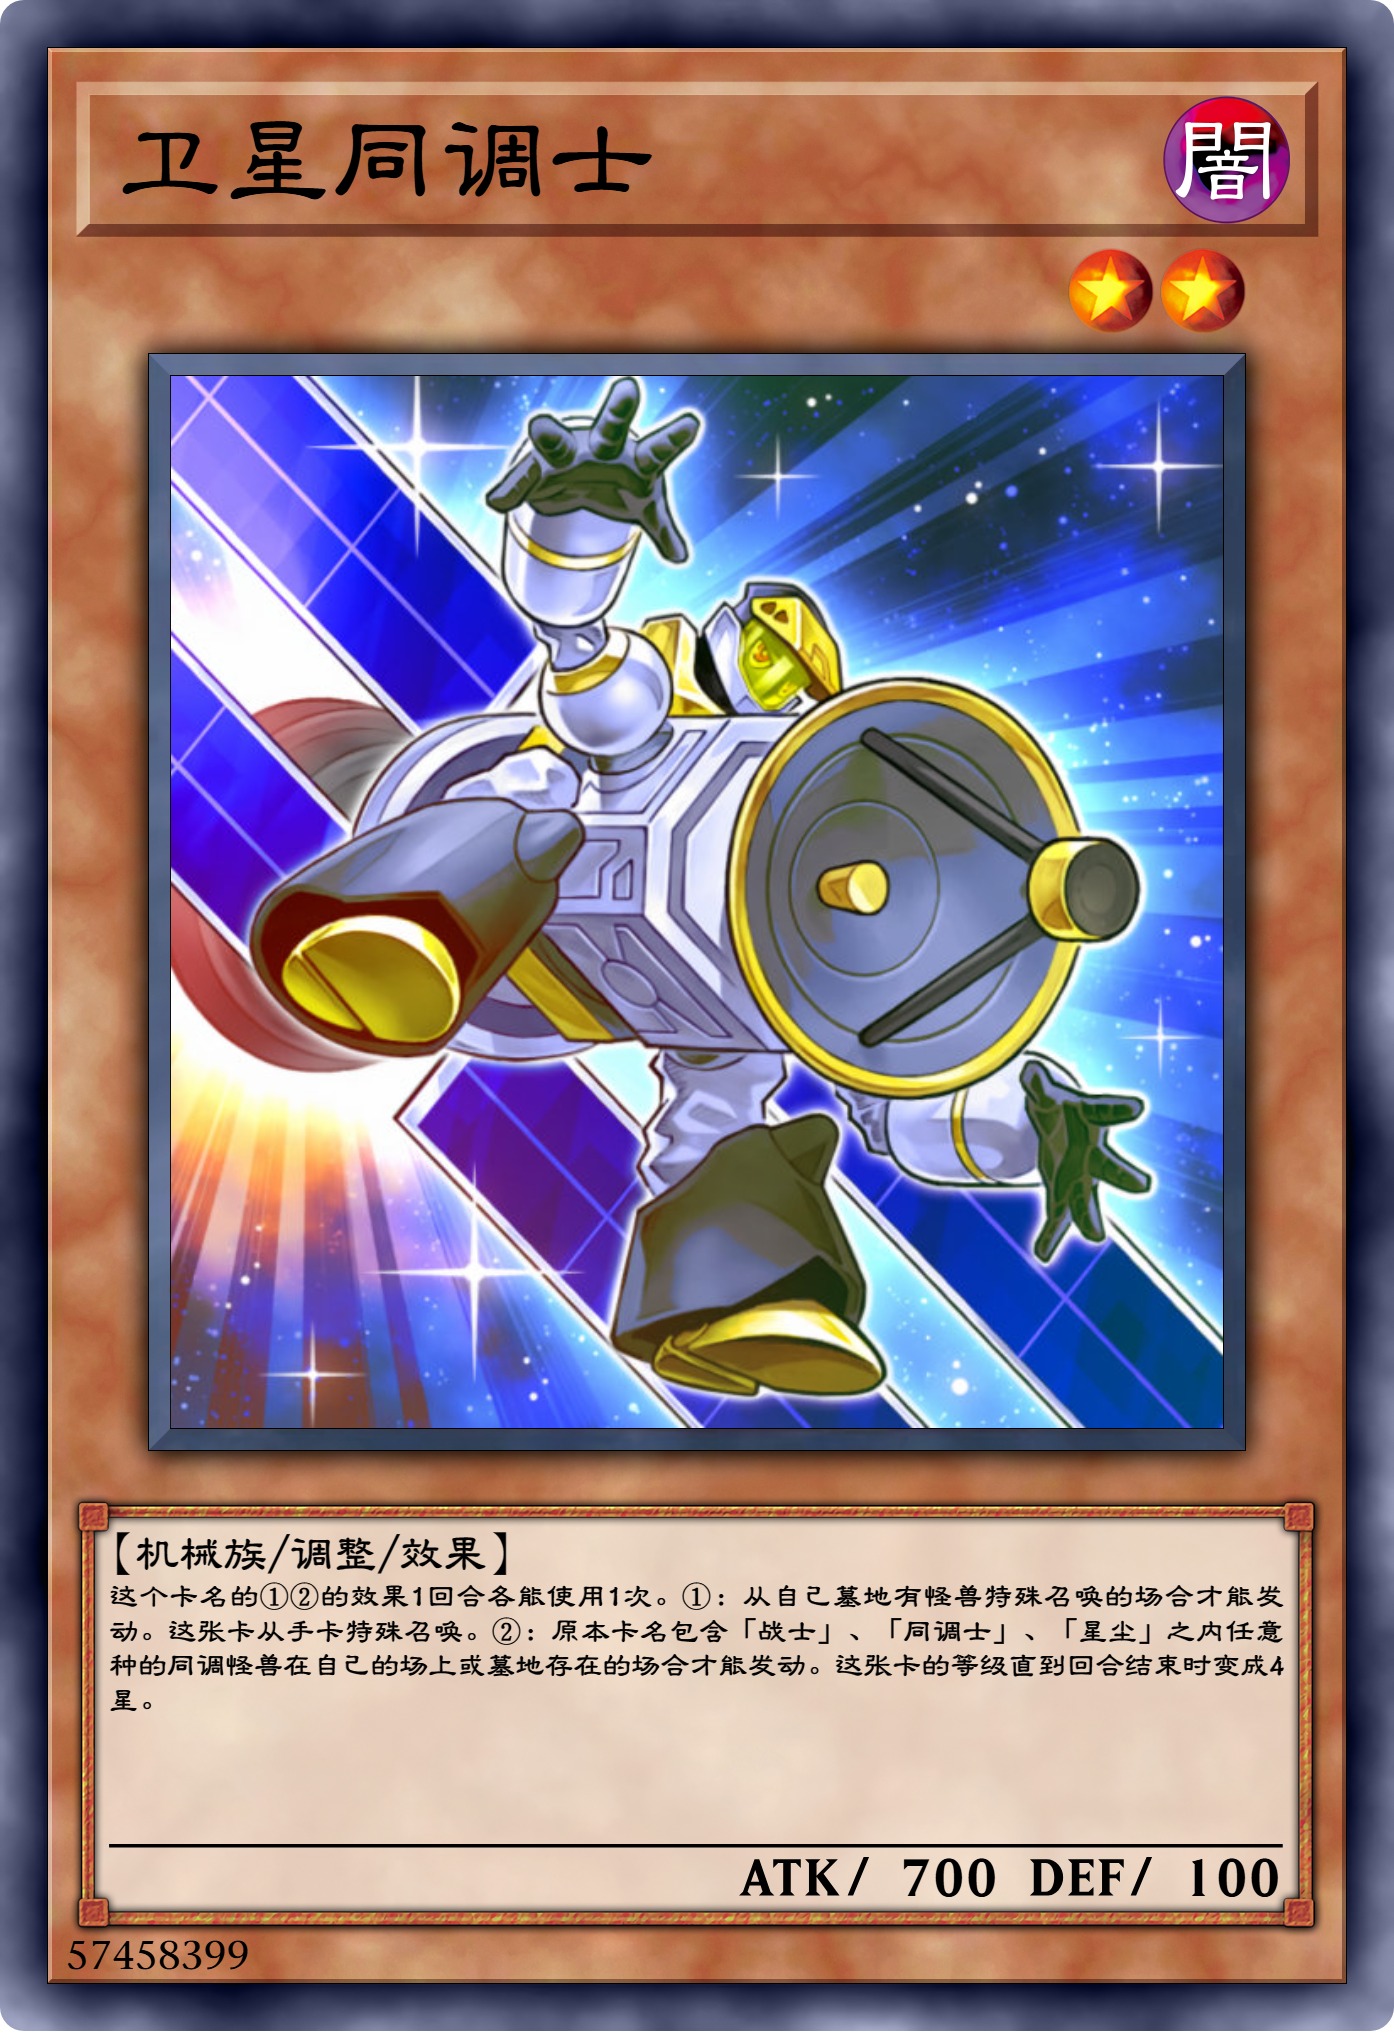 卫星同调士
闇
【机械族/调整/效果】
这个卡名的①②的效果1回合各能使用1次。①：从自己墓地有怪兽特殊召唤的场合才能发
动。这张卡从手卡特殊召唤。②：原本卡名包含「战士」、「同调士」、「星尘」之内任意
种的同调怪兽在自己的场上或墓地存在的场合才能发动。这张卡的等级直到回合结束时变成4
星。
ATK/ 700 DEF/ 100
57458399